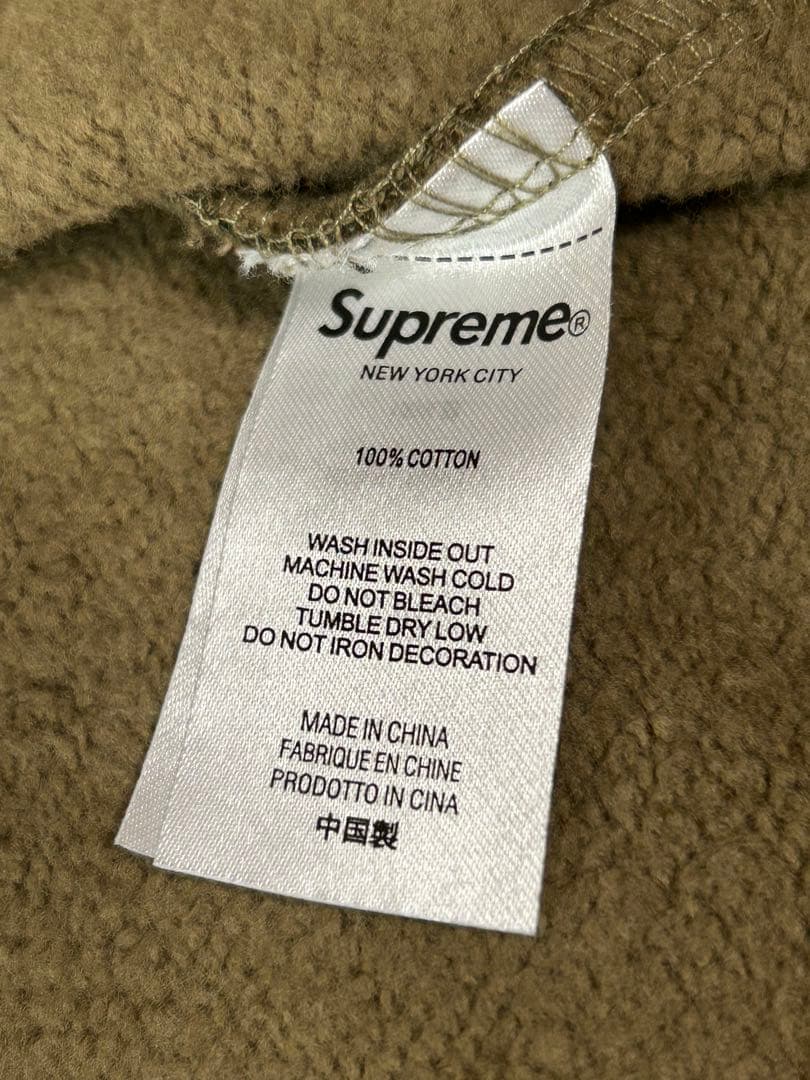 Supreme®
NEW YORK CITY
100% COTTON
WASH INSIDE OUT
MACHINE WASH COLD
DO NOT BLEACH
TUMBLE DRY LOW
DO NOT IRON DECORATION
MADE IN CHINA
FABRIQUE EN CHINE
PRODOTTO IN CINA
中国製